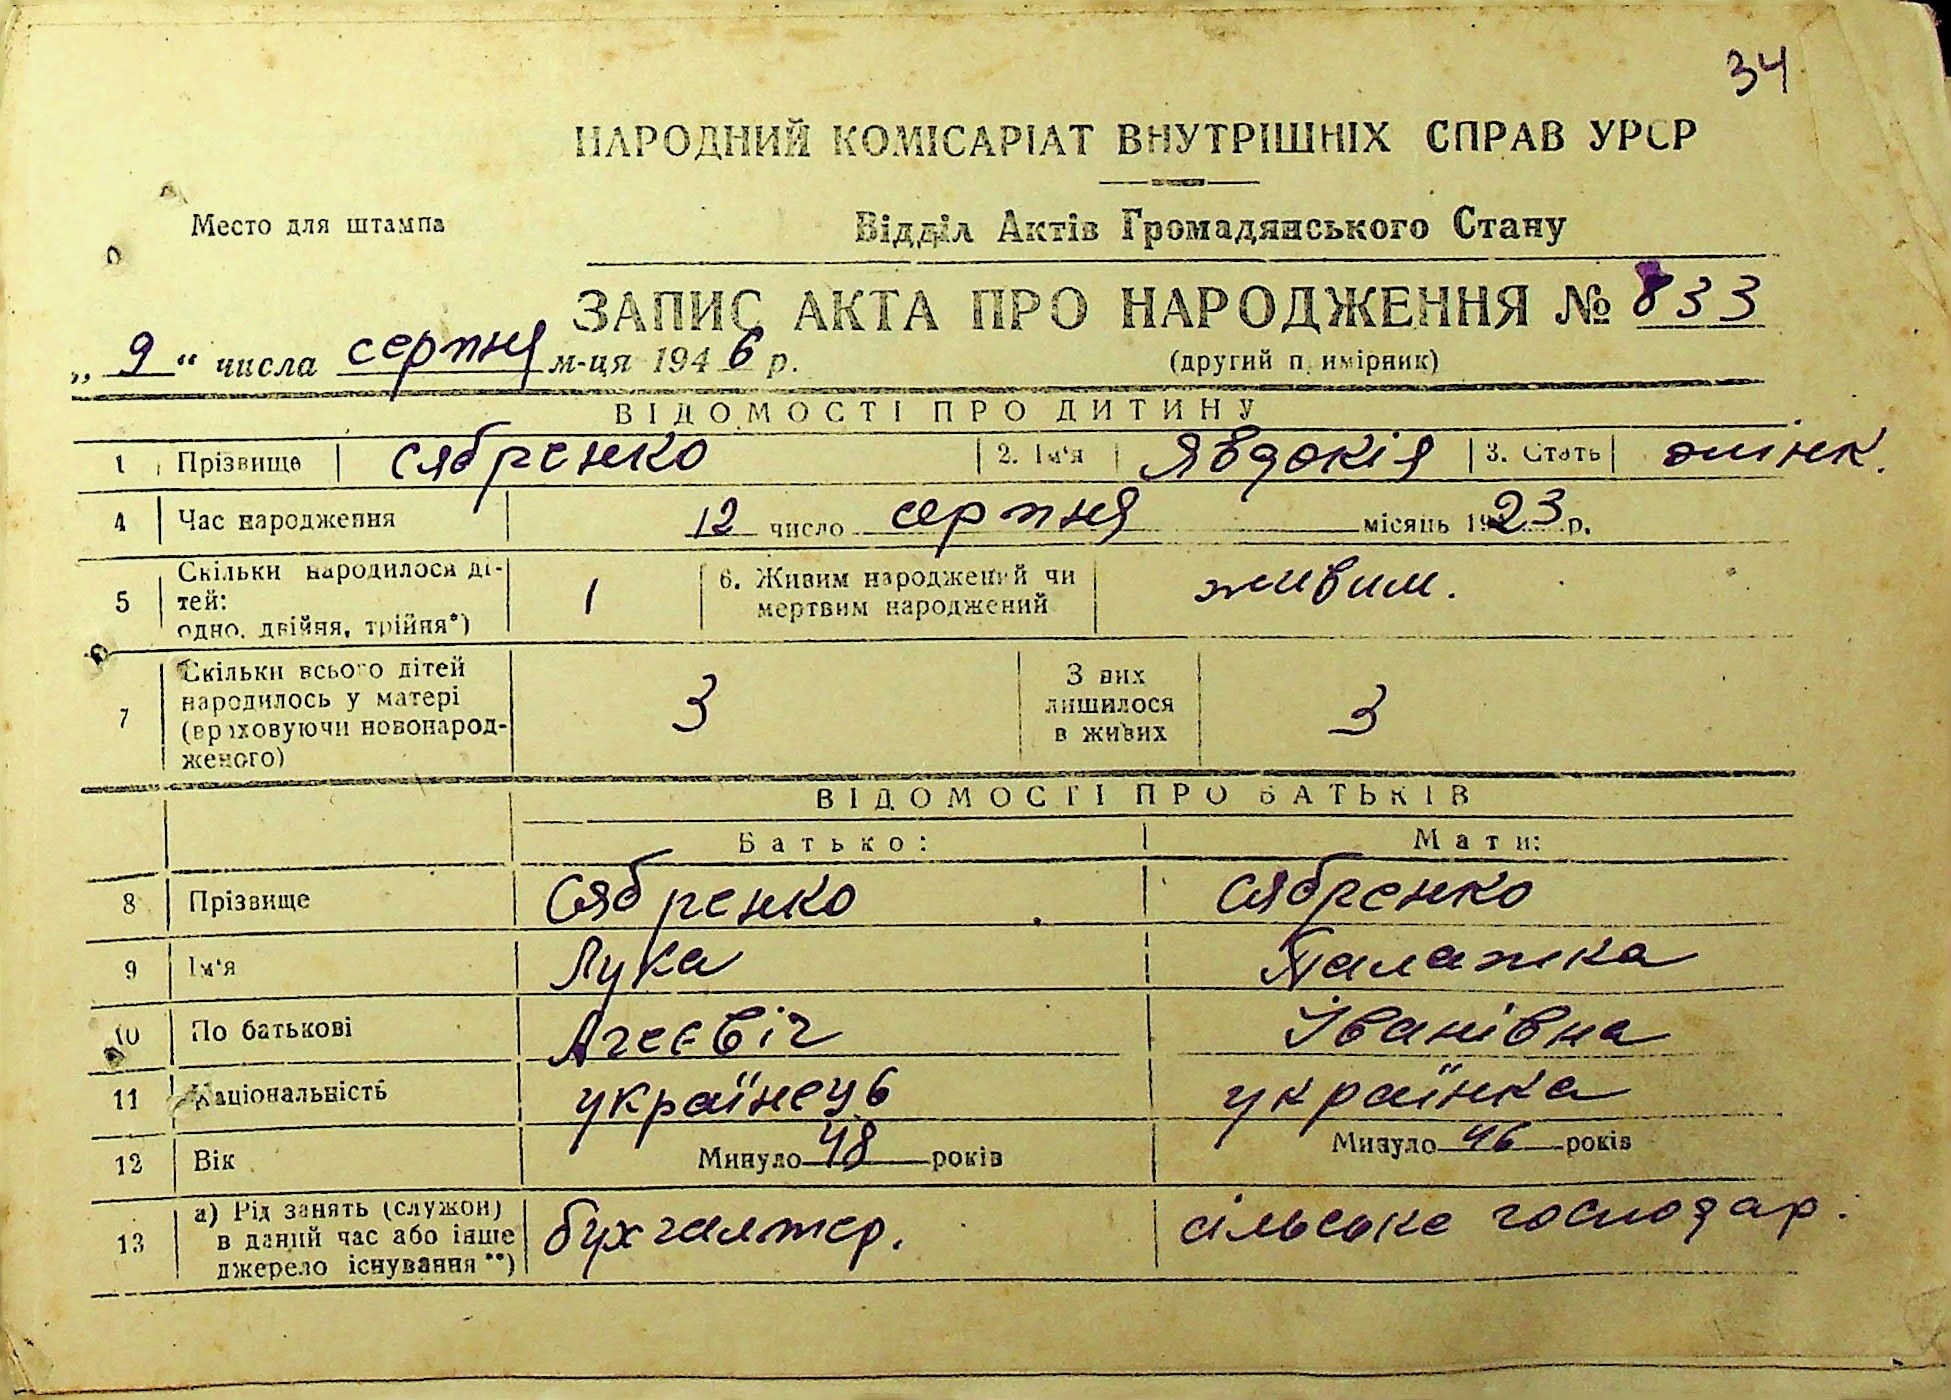 34
НАРОДНИЙ КОМІСАРІАТ ВНУТРІШНІХ СПРАВ УРСР
Место для штампа
Відділ Актів Громадянського Стану
ЗАПИС АКТА ПРО НАРОДЖЕННЯ № 833
„ 9 “ числа серпня м-ця 1946 р.
(другий примірник)
ВІДОМОСТІ ПРО ДИТИНУ
1 Прізвище Сябренко 2. Ім'я Явдокія 3. Стать жінк.
4 Час народження 12 число серпня місяць 1923 р.
5 Скільки народилося ді-
тей:
одно, двійня, трійня*) 1
6. Живим народжений чи
мертвим народжений живим.
7 Скільки всього дітей
народилось у матері
(враховуючи новонарод-
женого) 3
З них
лишилося
в живих 3
ВІДОМОСТІ ПРО БАТЬКІВ
Батько: Мати:
8 Прізвище Сябренко Сябренко
9 Ім'я Лука Палажка
10 По батькові Агеєвіч Іванівна
11 Національність українець українка
12 Вік Минуло 48 років Минуло 46 років
13 а) Рід занять (служби)
в даний час або інше
джерело існування**) бухгалтер. сільське господар.